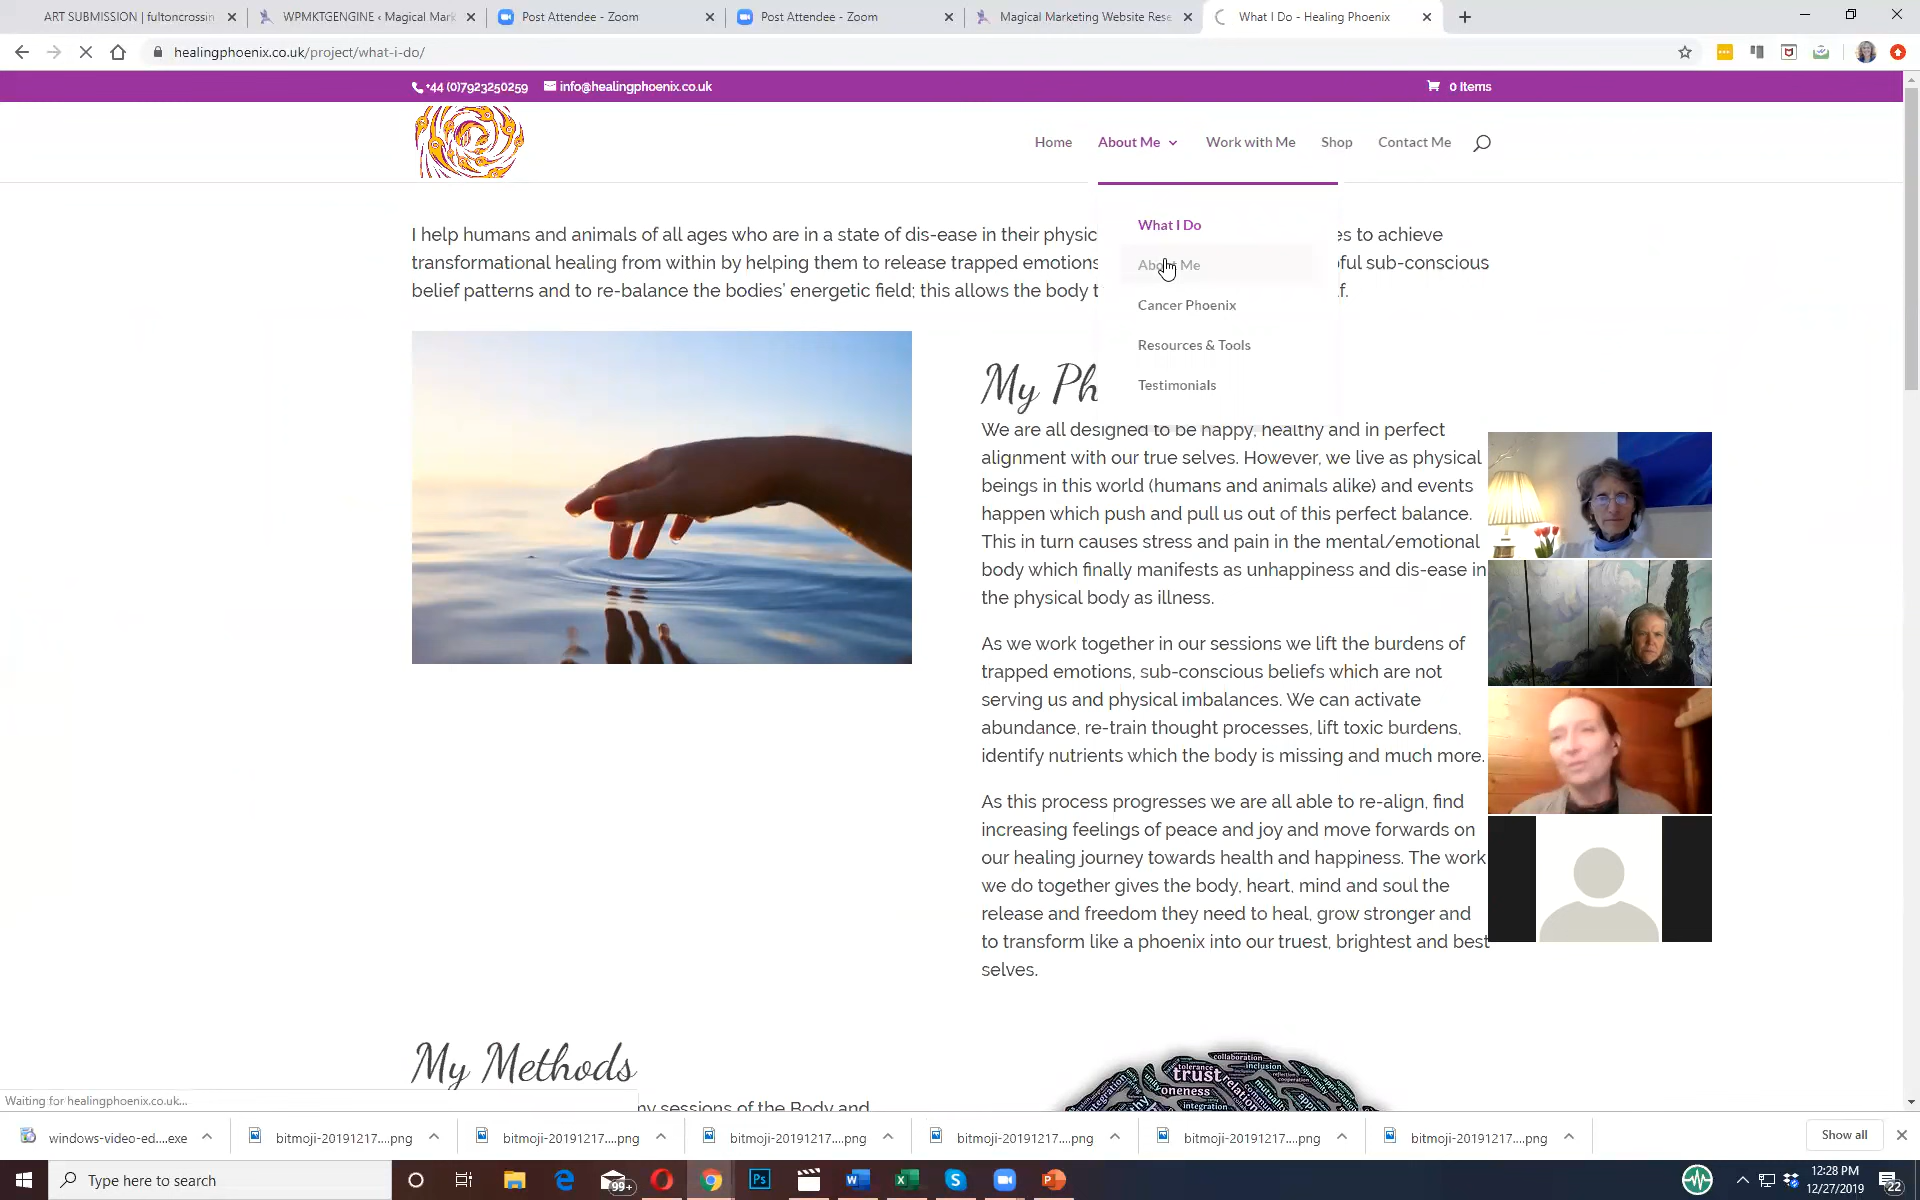 ART SUBMISSION | fultoncrossin
WPMKTGENGINE ‹ Magical Mark
Post Attendee - Zoom
Post Attendee - Zoom
Magical Marketing Website Rese
What I Do - Healing Phoenix
healingphoenix.co.uk/project/what-i-do/
+44 (0)7923250259
info@healingphoenix.co.uk
0 Items
Home
About Me
Work with Me
Shop
Contact Me
What I Do
About Me
Cancer Phoenix
Resources & Tools
Testimonials
I help humans and animals of all ages who are in a state of dis-ease in their physic es to achieve
transformational healing from within by helping them to release trapped emotions ful sub-conscious
belief patterns and to re-balance the bodies' energetic field; this allows the body t f.
My Ph
We are all designed to be happy, healthy and in perfect
alignment with our true selves. However, we live as physical
beings in this world (humans and animals alike) and events
happen which push and pull us out of this perfect balance.
This in turn causes stress and pain in the mental/emotional
body which finally manifests as unhappiness and dis-ease in
the physical body as illness.
As we work together in our sessions we lift the burdens of
trapped emotions, sub-conscious beliefs which are not
serving us and physical imbalances. We can activate
abundance, re-train thought processes, lift toxic burdens,
identify nutrients which the body is missing and much more.
As this process progresses we are all able to re-align, find
increasing feelings of peace and joy and move forwards on
our healing journey towards health and happiness. The work
we do together gives the body, heart, mind and soul the
release and freedom they need to heal, grow stronger and
to transform like a phoenix into our truest, brightest and best
selves.
My Methods
my sessions of the Body and
collaboration
tolerance
inclusion
trust
unity
oneness
integration
integration
Waiting for healingphoenix.co.uk...
windows-video-ed....exe
bitmoji-20191217....png
bitmoji-20191217....png
bitmoji-20191217....png
bitmoji-20191217....png
bitmoji-20191217....png
bitmoji-20191217....png
Show all
Type here to search
99+
12:28 PM
12/27/2019
22